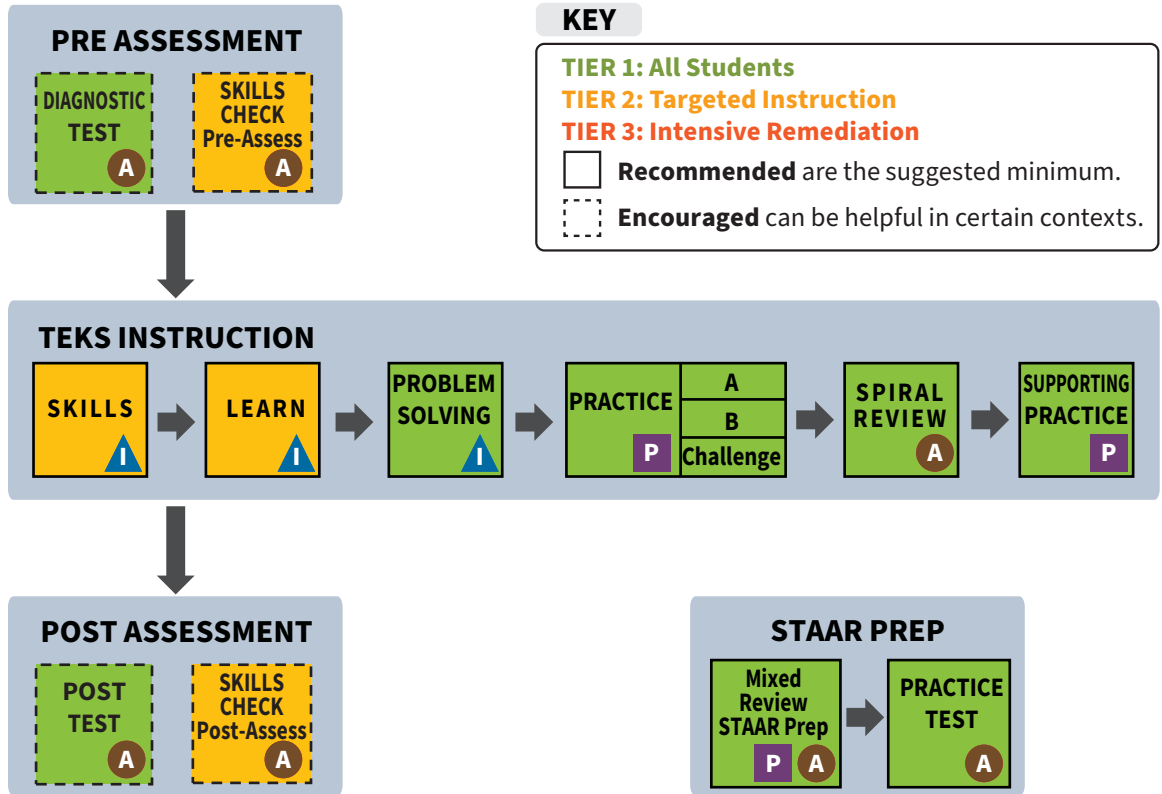 PRE ASSESSMENT
DIAGNOSTIC
TEST
A
SKILLS
CHECK
Pre-Assess
A
KEY
TIER 1: All Students
TIER 2: Targeted Instruction
TIER 3: Intensive Remediation
Recommended are the suggested minimum.
Encouraged can be helpful in certain contexts.
TEKS INSTRUCTION
SKILLS
I
LEARN
I
PROBLEM
SOLVING
I
PRACTICE
P
A
B
Challenge
SPIRAL
REVIEW
A
SUPPORTING
PRACTICE
P
POST ASSESSMENT
POST
TEST
A
SKILLS
CHECK
Post-Assess
A
STAAR PREP
Mixed
Review
STAAR Prep
P A
PRACTICE
TEST
A